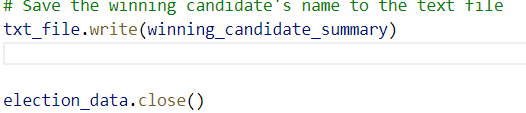 # Save the winning candidate's name to the text file
txt_file.write(winning_candidate_summary)
election_data.close()